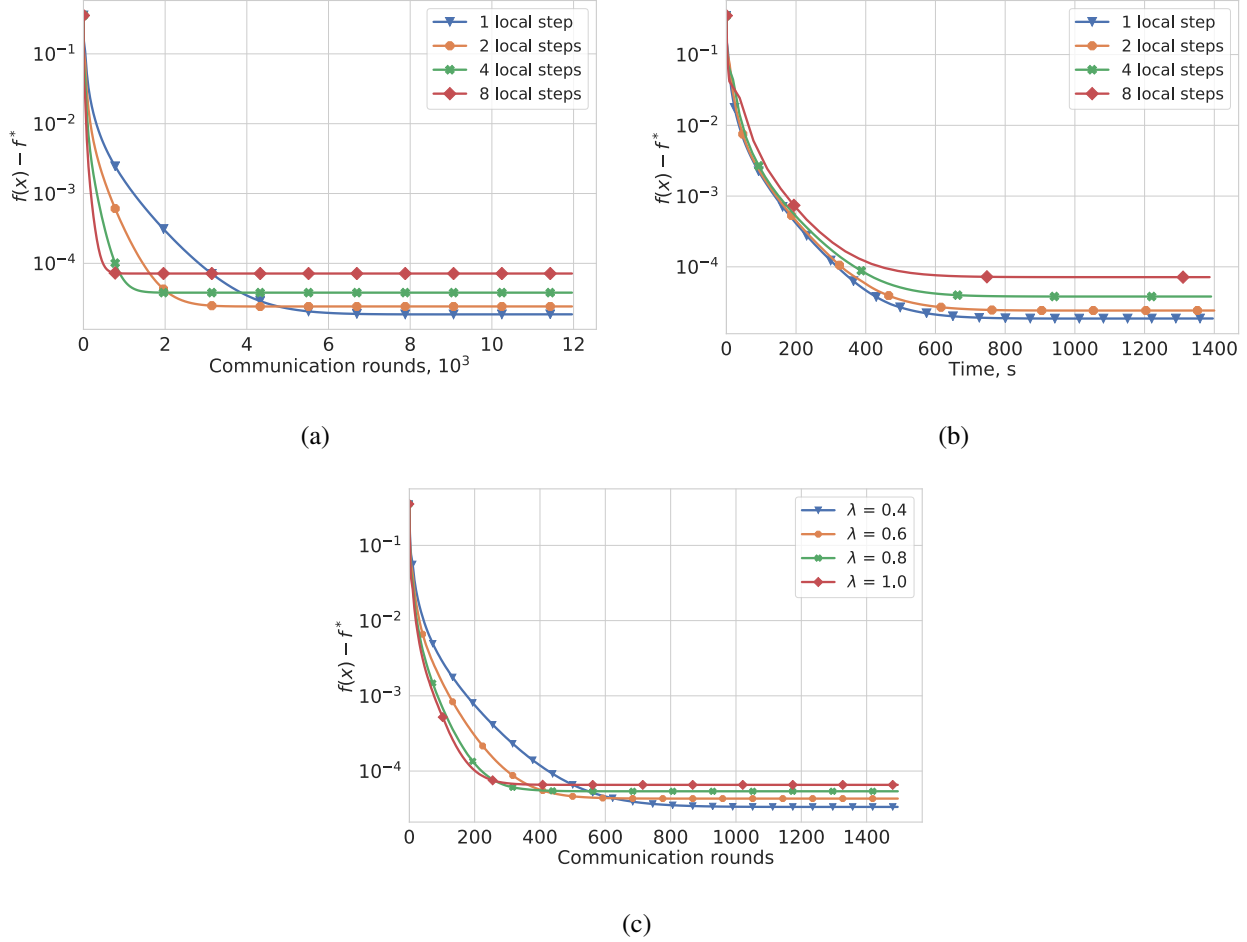 1 local step
2 local steps
4 local steps
8 local steps
10⁻¹
10⁻²
10⁻³
10⁻⁴
f(x) − f*
0 2 4 6 8 10 12
Communication rounds, 10³
(a)
1 local step
2 local steps
4 local steps
8 local steps
10⁻¹
10⁻²
10⁻³
10⁻⁴
f(x) − f*
0 200 400 600 800 1000 1200 1400
Time, s
(b)
λ = 0.4
λ = 0.6
λ = 0.8
λ = 1.0
10⁻¹
10⁻²
10⁻³
10⁻⁴
f(x) − f*
0 200 400 600 800 1000 1200 1400
Communication rounds
(c)